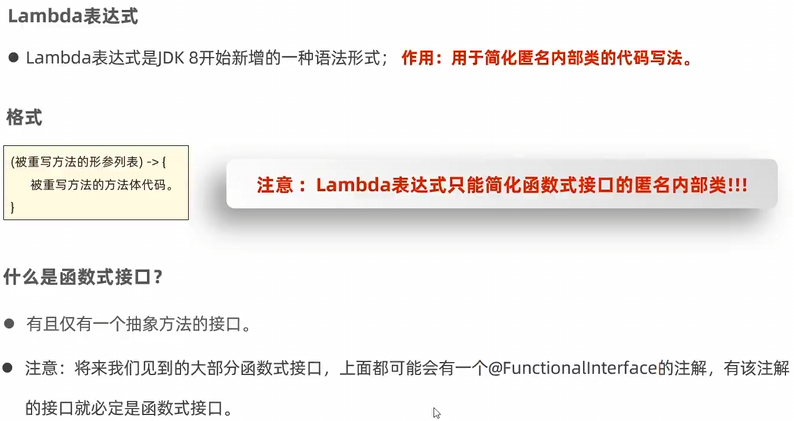 Lambda表达式
● Lambda表达式是JDK 8开始新增的一种语法形式； 作用：用于简化匿名内部类的代码写法。
格式
(被重写方法的形参列表) -> {
被重写方法的方法体代码。
}
注意：Lambda表达式只能简化函数式接口的匿名内部类!!!
什么是函数式接口？
● 有且仅有一个抽象方法的接口。
● 注意：将来我们见到的大部分函数式接口，上面都可能会有一个@FunctionalInterface的注解，有该注解
的接口就必定是函数式接口。